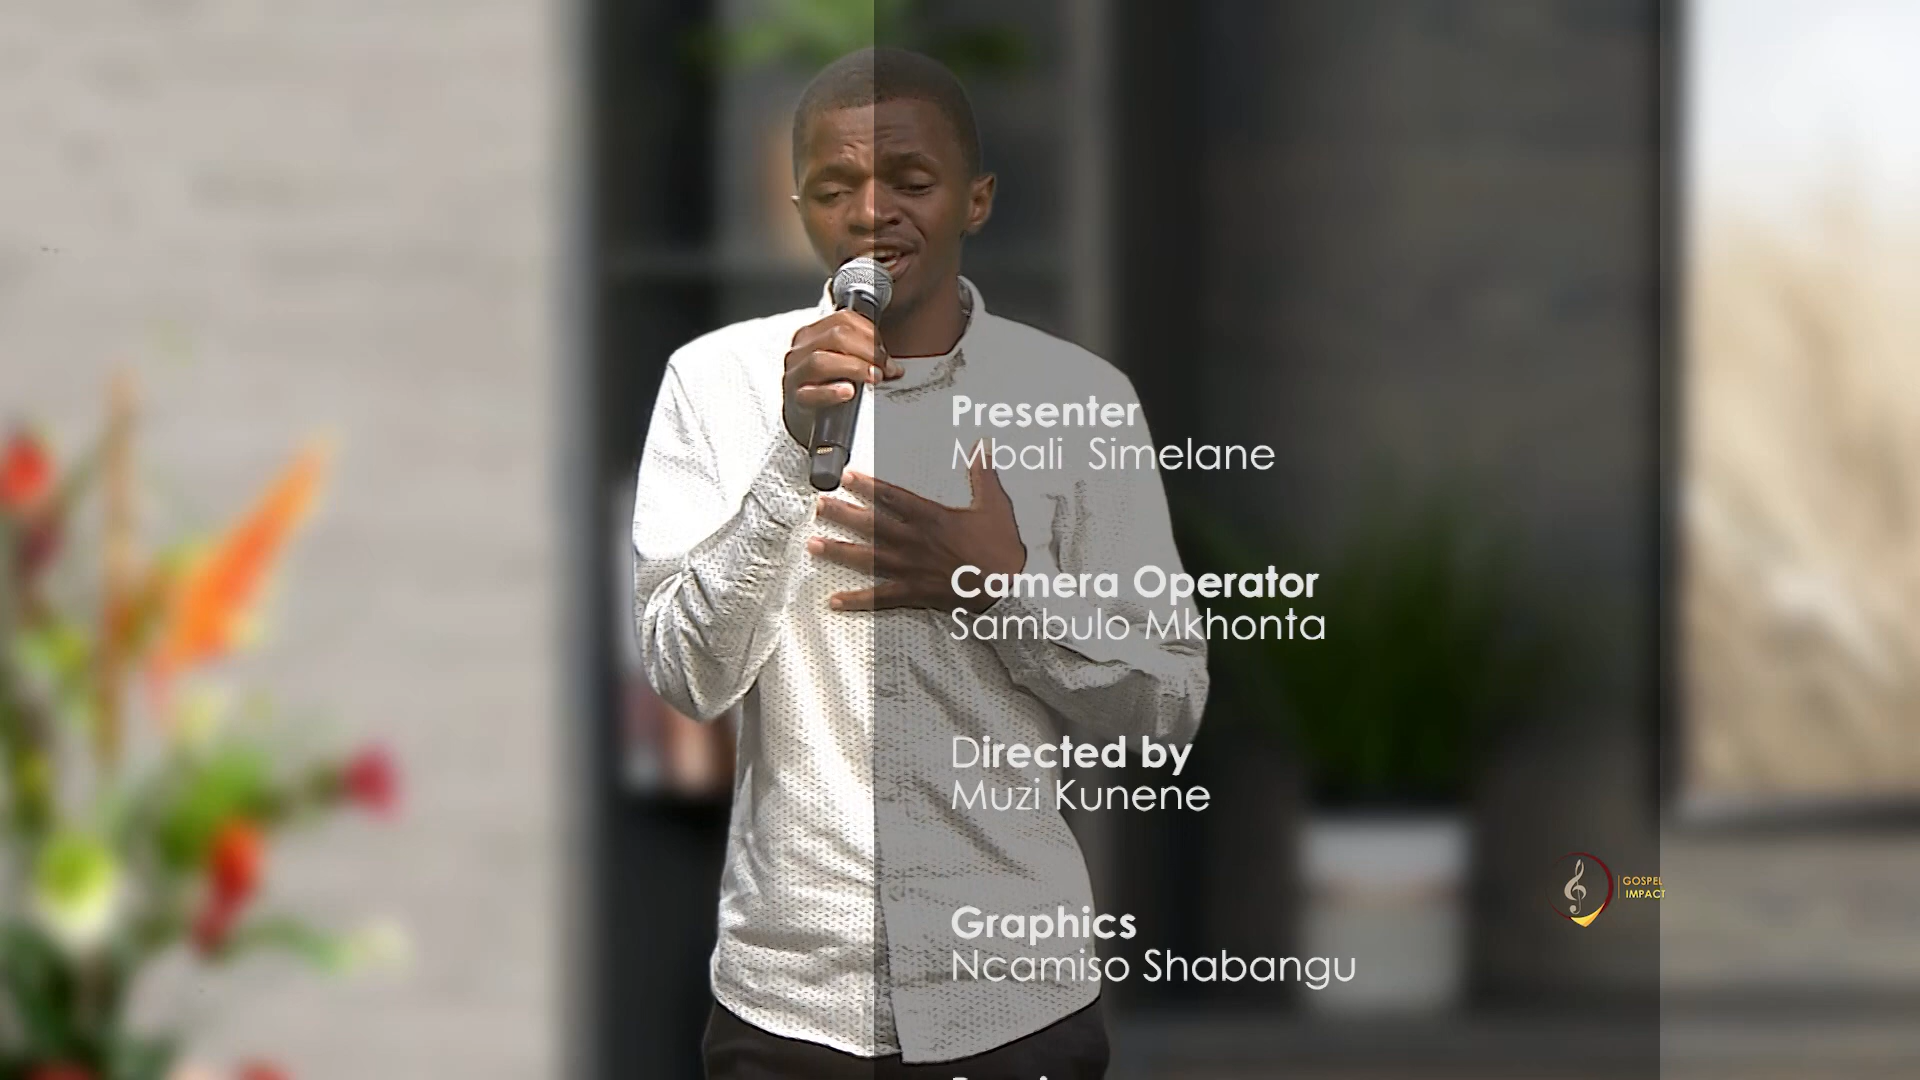 Presenter
Mbali Simelane
Camera Operator
Sambulo Mkhonta
Directed by
Muzi Kunene
GOSPEL
IMPACT
Graphics
Ncamiso Shabangu